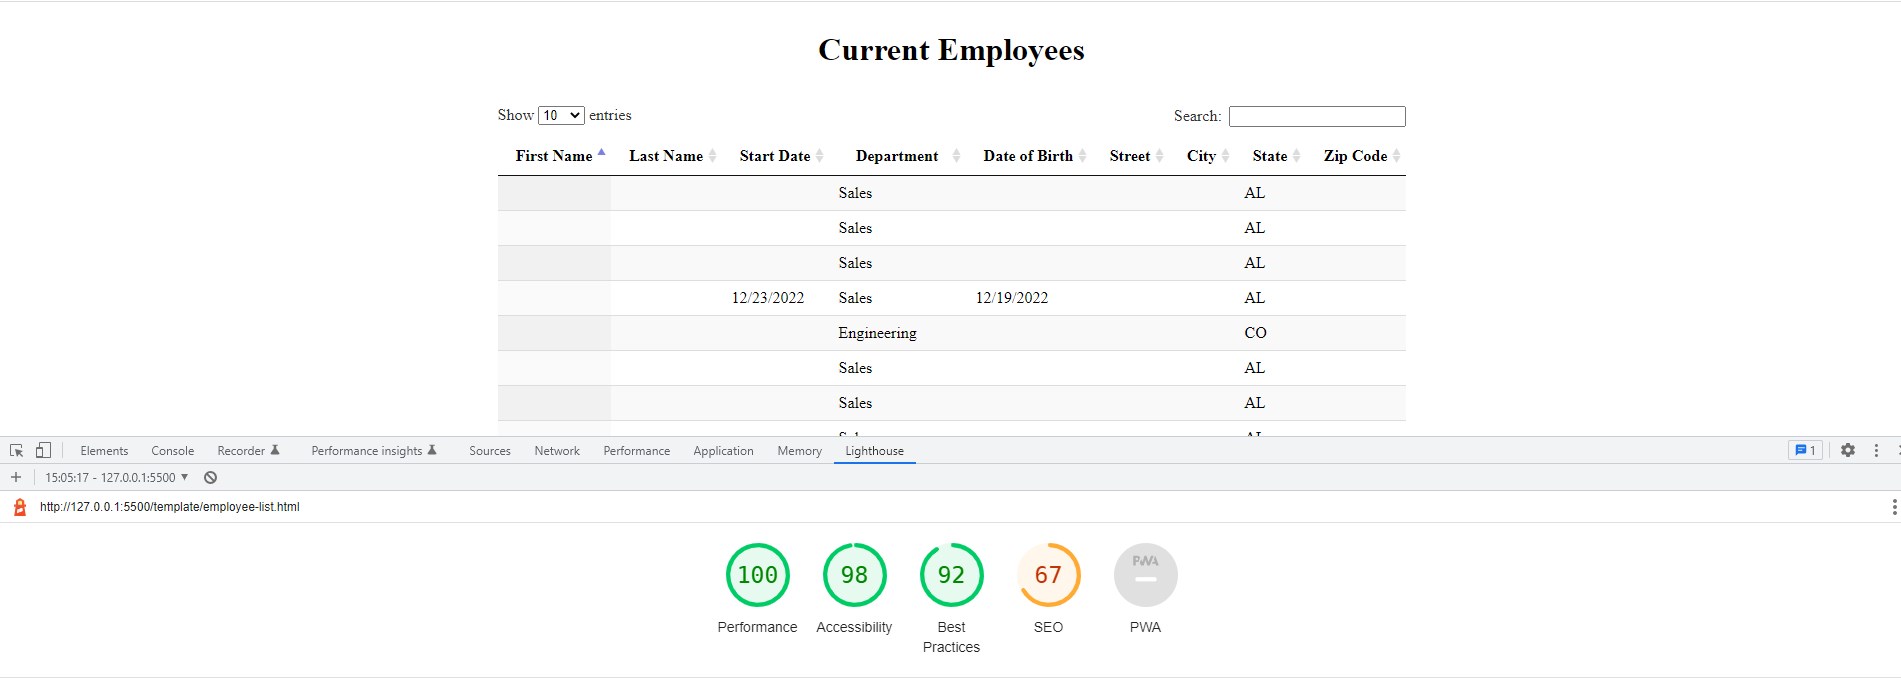 Current Employees
Show 10 entries Search:
First Name Last Name Start Date Department Date of Birth Street City State Zip Code
Sales AL
Sales AL
Sales AL
12/23/2022 Sales 12/19/2022 AL
Engineering CO
Sales AL
Sales AL
Elements Console Recorder Performance insights Sources Network Performance Application Memory Lighthouse 1
15:05:17 - 127.0.0.1:5500
http://127.0.0.1:5500/template/employee-list.html
100 98 92 67 PWA
Performance Accessibility Best Practices SEO PWA